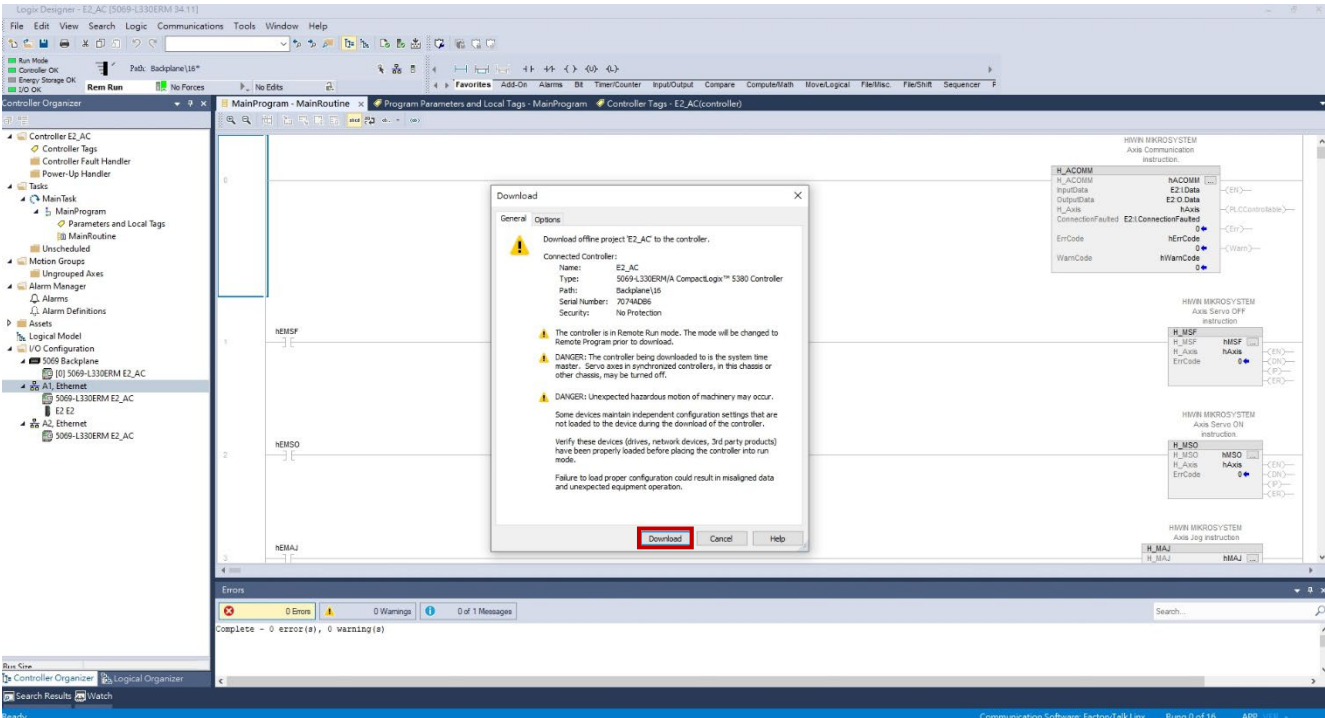 Logix Designer - E2_AC [5069-L330ERM 34.11]
File Edit View Search Logic Communications Tools Window Help
Run Mode
Controller OK
Energy Storage OK
I/O OK
Path: Backplane\16*
Rem Run
No Forces
No Edits
Favorites Add-On Alarms Bit Timer/Counter Input/Output Compare Compute/Math Move/Logical File/Misc. File/Shift Sequencer
Controller Organizer
MainProgram - MainRoutine
Program Parameters and Local Tags - MainProgram
Controller Tags - E2_AC(controller)
Controller E2_AC
Controller Tags
Controller Fault Handler
Power-Up Handler
Tasks
MainTask
MainProgram
Parameters and Local Tags
MainRoutine
Unscheduled
Motion Groups
Ungrouped Axes
Alarm Manager
Alarms
Alarm Definitions
Assets
Logical Model
I/O Configuration
5069 Backplane
[0] 5069-L330ERM E2_AC
A1, Ethernet
5069-L330ERM E2_AC
E2 E2
A2, Ethernet
5069-L330ERM E2_AC
0
HIWIN MIKROSYSTEM
Axis Communication
instruction.
H_ACOMM
H_ACOMM hACOMM ...
InputData E2:I.Data
OutputData E2:O.Data
H_Axis hAxis
ConnectionFaulted E2:I.ConnectionFaulted
0
ErrCode hErrCode
0
WarnCode hWarnCode
0
(EN)
(PLCControllable)
(Err)
(Warn)
1
hEMSF
HIWIN MIKROSYSTEM
Axis Servo OFF
instruction
H_MSF
H_MSF hMSF ...
H_Axis hAxis
ErrCode 0
(EN)
(DN)
(IP)
(ER)
2
hEMSO
HIWIN MIKROSYSTEM
Axis Servo ON
instruction.
H_MSO
H_MSO hMSO ...
H_Axis hAxis
ErrCode 0
(EN)
(DN)
(IP)
(ER)
3
hEMAJ
HIWIN MIKROSYSTEM
Axis Jog instruction
H_MAJ
H_MAJ hMAJ ...
Download
General Options
Download offline project 'E2_AC' to the controller.
Connected Controller:
Name: E2_AC
Type: 5069-L330ERM/A CompactLogix™ 5380 Controller
Path: Backplane\16
Serial Number: 7074ADB6
Security: No Protection
The controller is in Remote Run mode. The mode will be changed to
Remote Program prior to download.
DANGER: The controller being downloaded to is the system time
master. Servo axes in synchronized controllers, in this chassis or
other chassis, may be turned off.
DANGER: Unexpected hazardous motion of machinery may occur.
Some devices maintain independent configuration settings that are
not loaded to the device during the download of the controller.
Verify these devices (drives, network devices, 3rd party products)
have been properly loaded before placing the controller into run
mode.
Failure to load proper configuration could result in misaligned data
and unexpected equipment operation.
Download Cancel Help
Errors
0 Errors 0 Warnings 0 of 1 Messages Search...
Complete - 0 error(s), 0 warning(s)
Run Size
Controller Organizer Logical Organizer
Search Results Watch
Ready
Communication Software: FactoryTalk Linx Rung 0 of 16 APP VER